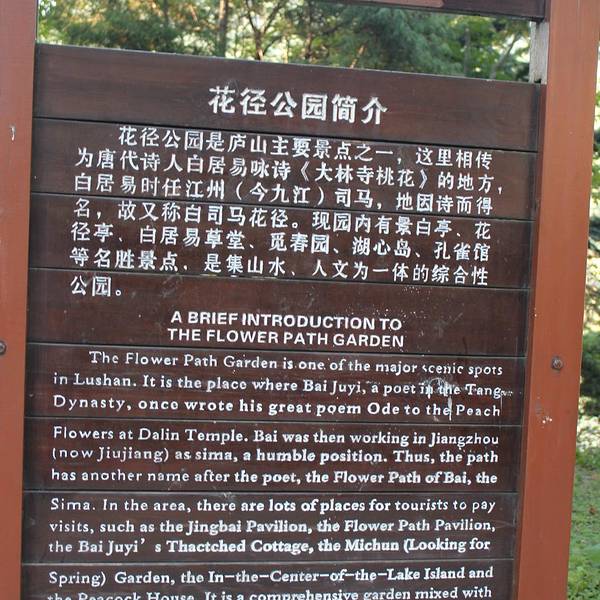 花径公园简介
花径公园是庐山主要景点之一，这里相传
为唐代诗人白居易咏诗《大林寺桃花》的地方，
白居易时任江州（今九江）司马，地因诗而得
名，故又称白司马花径。现园内有景白亭、花
径亭、白居易草堂、觅春园、湖心岛、孔雀馆
等名胜景点，是集山水、人文为一体的综合性
公园。
A BRIEF INTRODUCTION TO
THE FLOWER PATH GARDEN
The Flower Path Garden is one of the major scenic spots
in Lushan. It is the place where Bai Juyi, a poet in the Tang
Dynasty, once wrote his great poem Ode to the Peach
Flowers at Dalin Temple. Bai was then working in Jiangzhou
(now Jiujiang) as sima, a humble position. Thus, the path
has another name after the poet, the Flower Path of Bai, the
Sima. In the area, there are lots of places for tourists to pay
visits, such as the Jingbai Pavilion, the Flower Path Pavilion,
the Bai Juyi's Thactched Cottage, the Michun (Looking for
Spring) Garden, the In-the-Center-of-the-Lake Island and
the Peacock House. It is a comprehensive garden mixed with